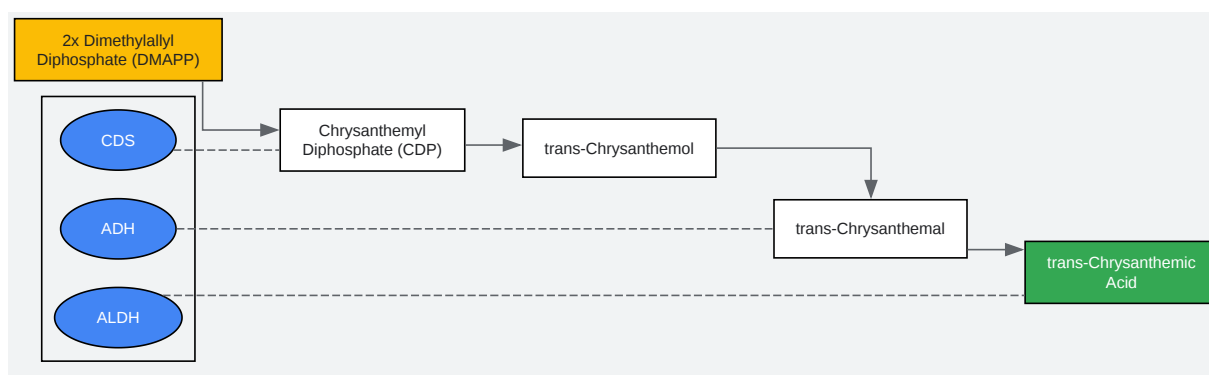 2x Dimethylallyl
Diphosphate (DMAPP)
CDS
Chrysanthemyl
Diphosphate (CDP)
trans-Chrysanthemol
ADH
trans-Chrysanthemal
trans-Chrysanthemic
Acid
ALDH